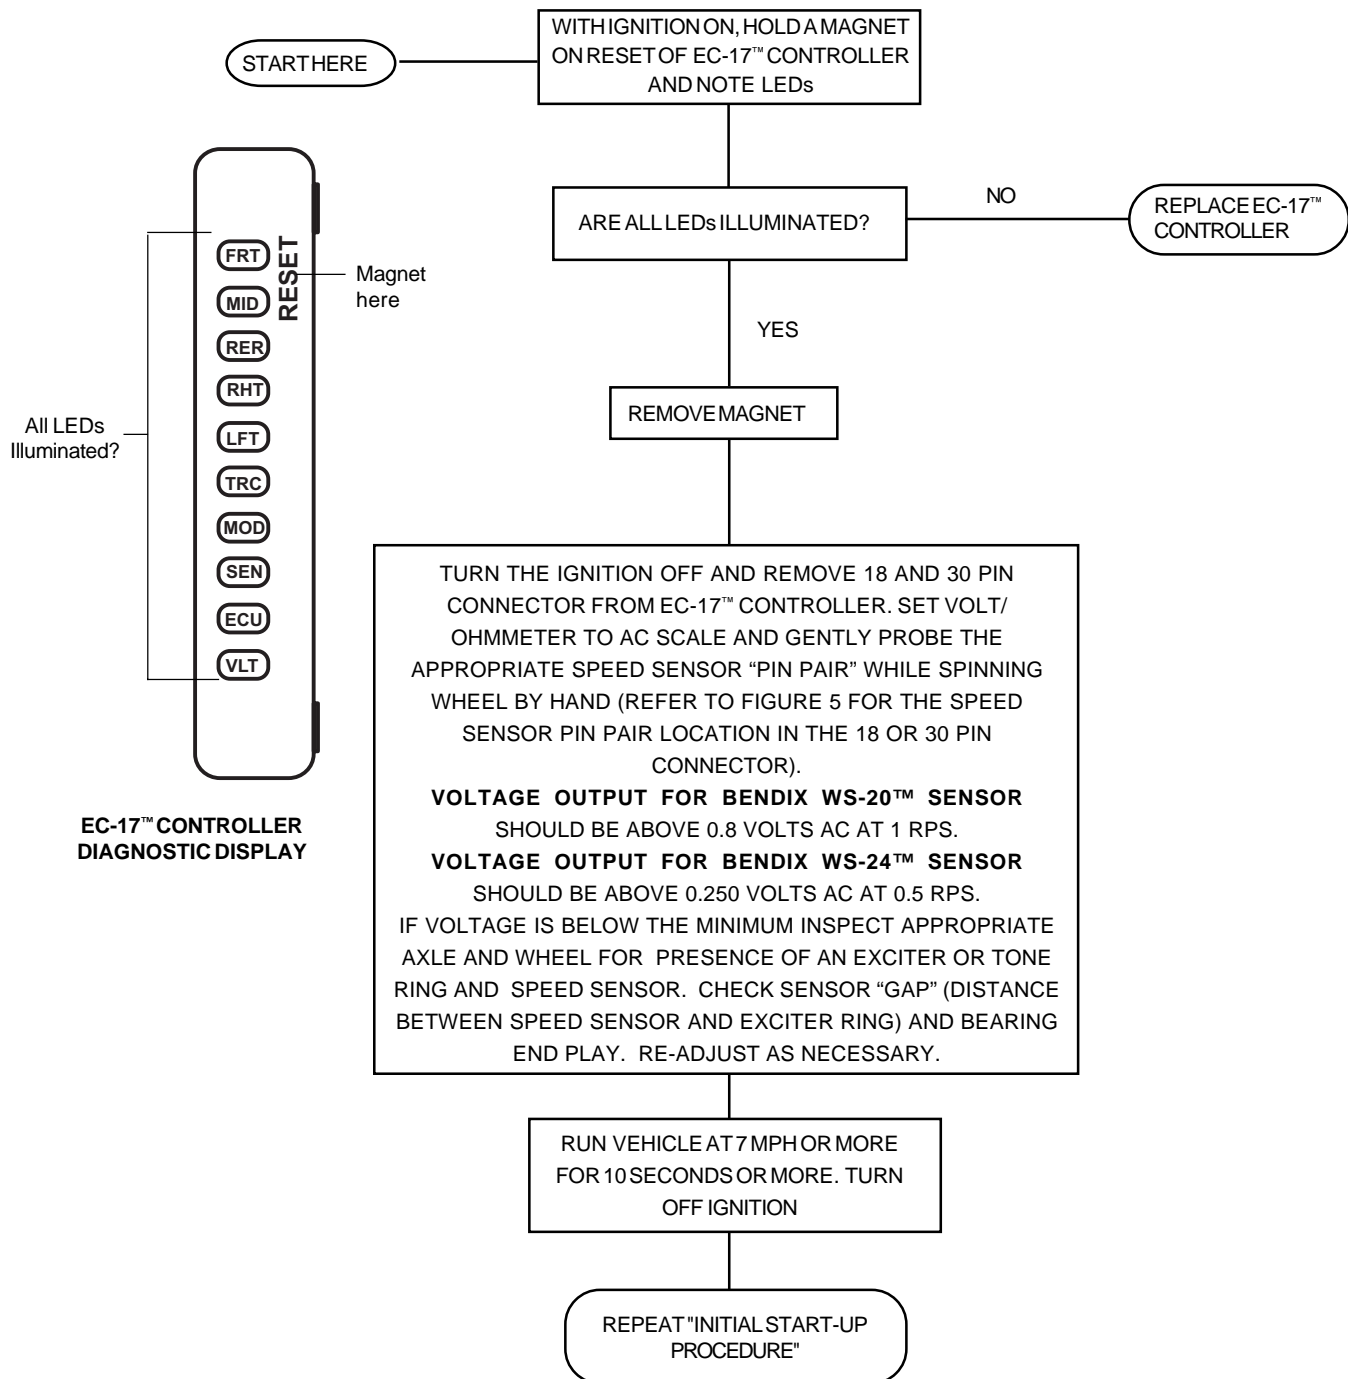 START HERE
WITH IGNITION ON, HOLD A MAGNET
ON RESET OF EC-17™ CONTROLLER
AND NOTE LEDs
ARE ALL LEDs ILLUMINATED?
NO
REPLACE EC-17™
CONTROLLER
FRT
MID
RER
RHT
LFT
TRC
MOD
SEN
ECU
VLT
RESET
Magnet
here
All LEDs
Illuminated?
EC-17™ CONTROLLER
DIAGNOSTIC DISPLAY
YES
REMOVE MAGNET
TURN THE IGNITION OFF AND REMOVE 18 AND 30 PIN
CONNECTOR FROM EC-17™ CONTROLLER. SET VOLT/
OHMMETER TO AC SCALE AND GENTLY PROBE THE
APPROPRIATE SPEED SENSOR “PIN PAIR” WHILE SPINNING
WHEEL BY HAND (REFER TO FIGURE 5 FOR THE SPEED
SENSOR PIN PAIR LOCATION IN THE 18 OR 30 PIN
CONNECTOR).
VOLTAGE OUTPUT FOR BENDIX WS-20™ SENSOR
SHOULD BE ABOVE 0.8 VOLTS AC AT 1 RPS.
VOLTAGE OUTPUT FOR BENDIX WS-24™ SENSOR
SHOULD BE ABOVE 0.250 VOLTS AC AT 0.5 RPS.
IF VOLTAGE IS BELOW THE MINIMUM INSPECT APPROPRIATE
AXLE AND WHEEL FOR PRESENCE OF AN EXCITER OR TONE
RING AND SPEED SENSOR. CHECK SENSOR “GAP” (DISTANCE
BETWEEN SPEED SENSOR AND EXCITER RING) AND BEARING
END PLAY. RE-ADJUST AS NECESSARY.
RUN VEHICLE AT 7 MPH OR MORE
FOR 10 SECONDS OR MORE. TURN
OFF IGNITION
REPEAT "INITIAL START-UP
PROCEDURE"